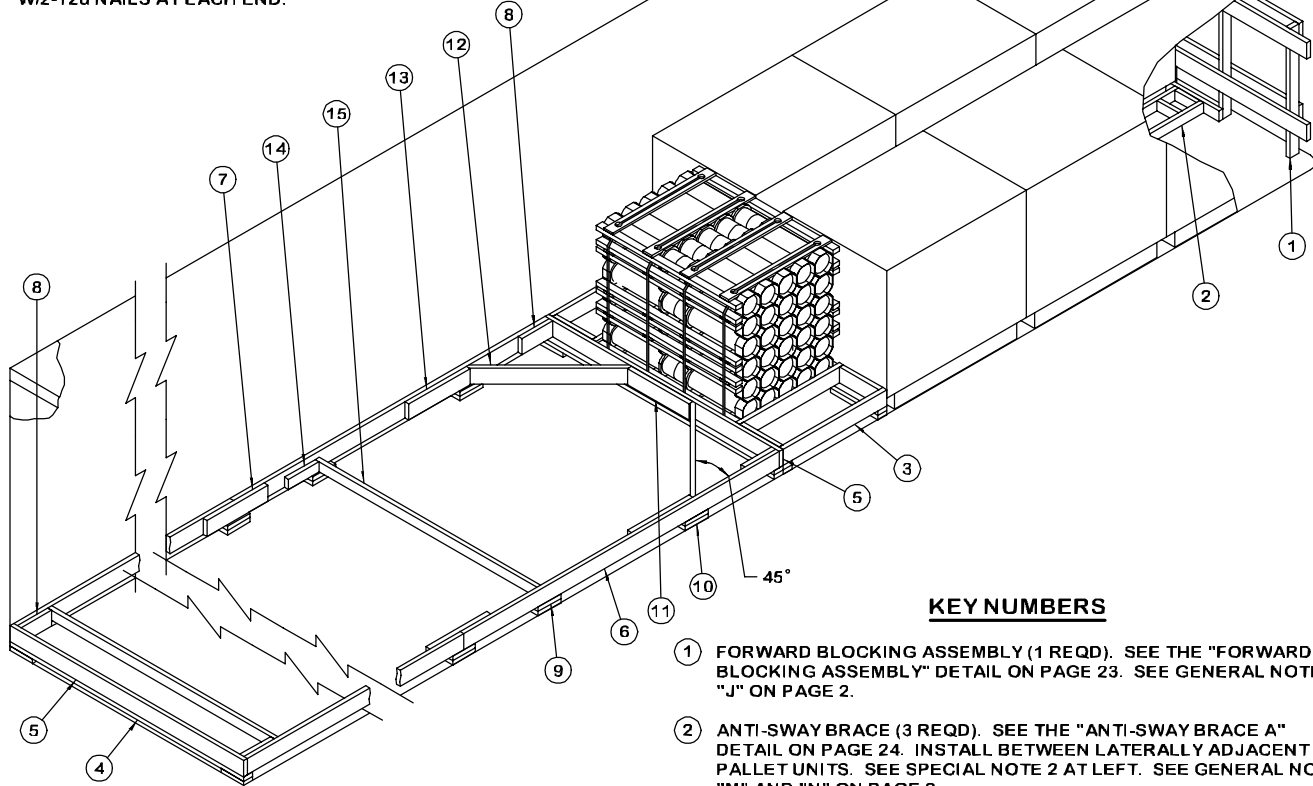 W/2-12d NAILS AT EACH END.
8
12
13
15
14
7
8
1
2
3
5
10
45°
6
11
9
5
4
KEY NUMBERS
1 FORWARD BLOCKING ASSEMBLY (1 REQD). SEE THE "FORWARD
BLOCKING ASSEMBLY" DETAIL ON PAGE 23. SEE GENERAL NOTE
"J" ON PAGE 2.
2 ANTI-SWAY BRACE (3 REQD). SEE THE "ANTI-SWAY BRACE A"
DETAIL ON PAGE 24. INSTALL BETWEEN LATERALLY ADJACENT
PALLET UNITS. SEE SPECIAL NOTE 2 AT LEFT. SEE GENERAL
"M" AND "N" ON PAGE